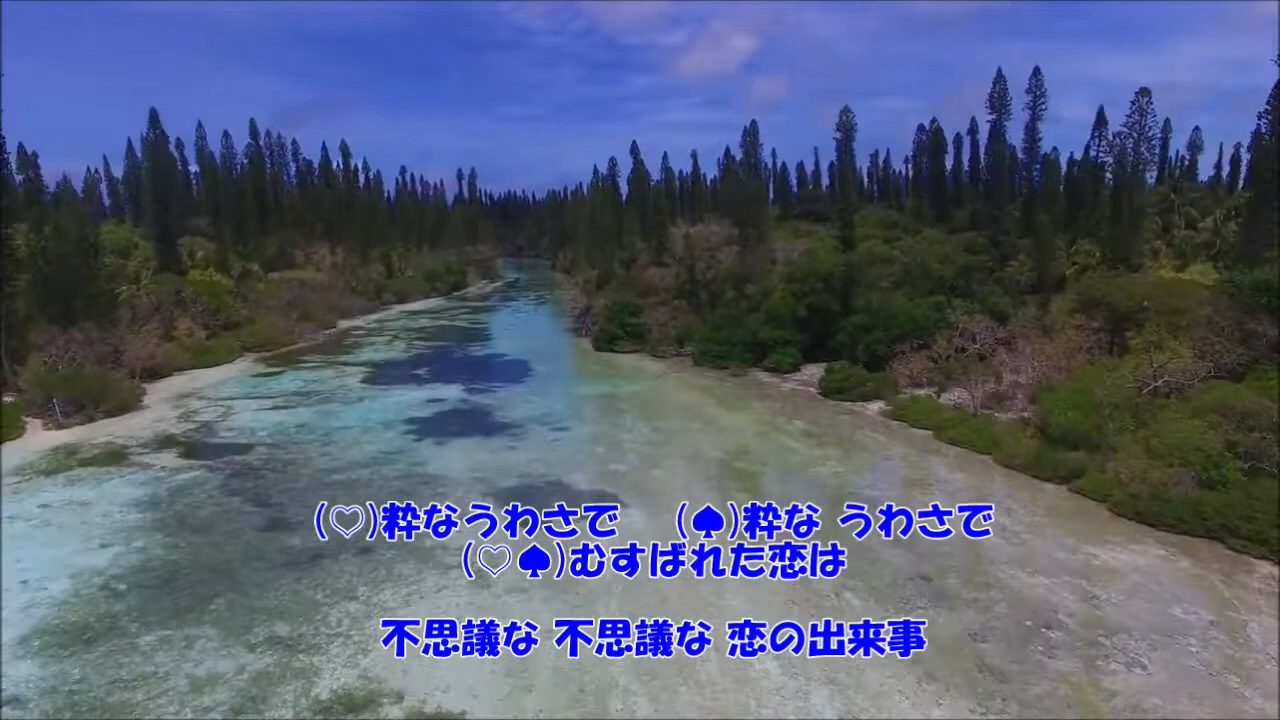 (♡)粋なうわさで (♠)粋な うわさで
(♡♠)むすばれた恋は
不思議な 不思議な 恋の出来事